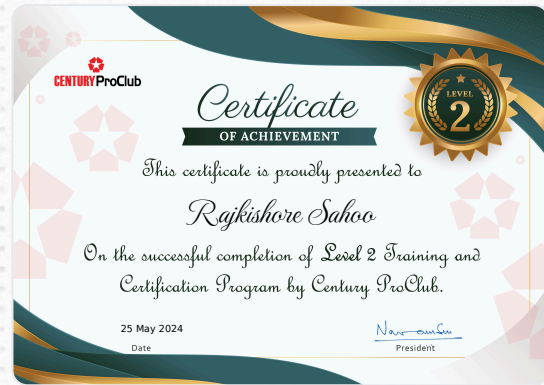 CENTURY ProClub
LEVEL
2
Certificate
OF ACHIEVEMENT
This certificate is proudly presented to
Rajkishore Sahoo
On the successful completion of Level 2 Training and
Certification Program by Century ProClub.
25 May 2024
Date
President